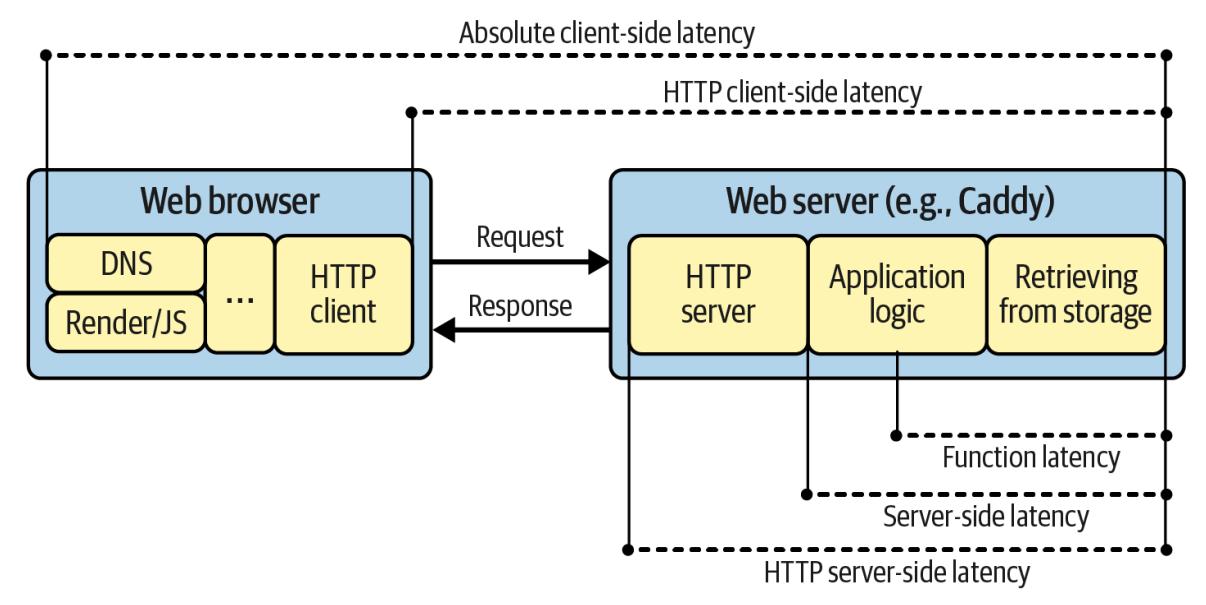 Absolute client-side latency
HTTP client-side latency
Web browser
DNS
Render/JS
...
HTTP
client
Request
Response
Web server (e.g., Caddy)
HTTP
server
Application
logic
Retrieving
from storage
Function latency
Server-side latency
HTTP server-side latency